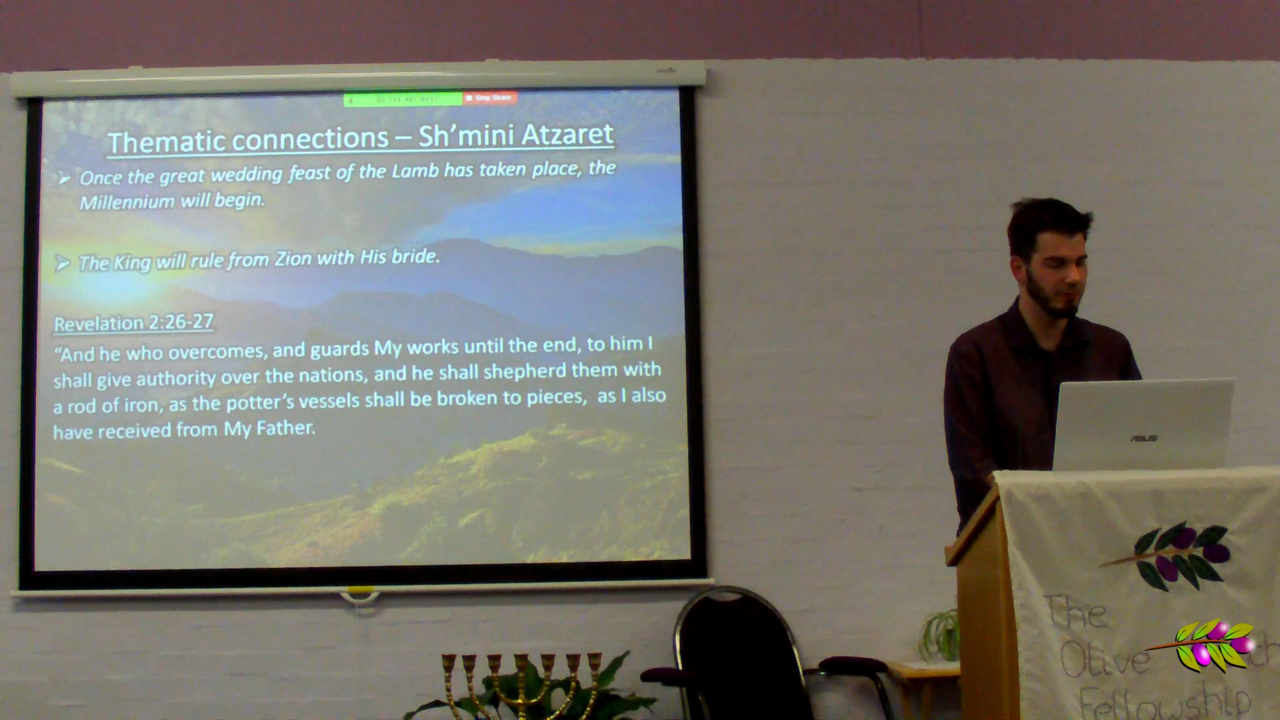 Stop Share
Thematic connections – Sh'mini Atzaret
Once the great wedding feast of the Lamb has taken place, the
Millennium will begin.
The King will rule from Zion with His bride.
Revelation 2:26-27
“And he who overcomes, and guards My works until the end, to him I
shall give authority over the nations, and he shall shepherd them with
a rod of iron, as the potter’s vessels shall be broken to pieces,  as I also
have received from My Father.
ASUS
The
Olive
Fellowship